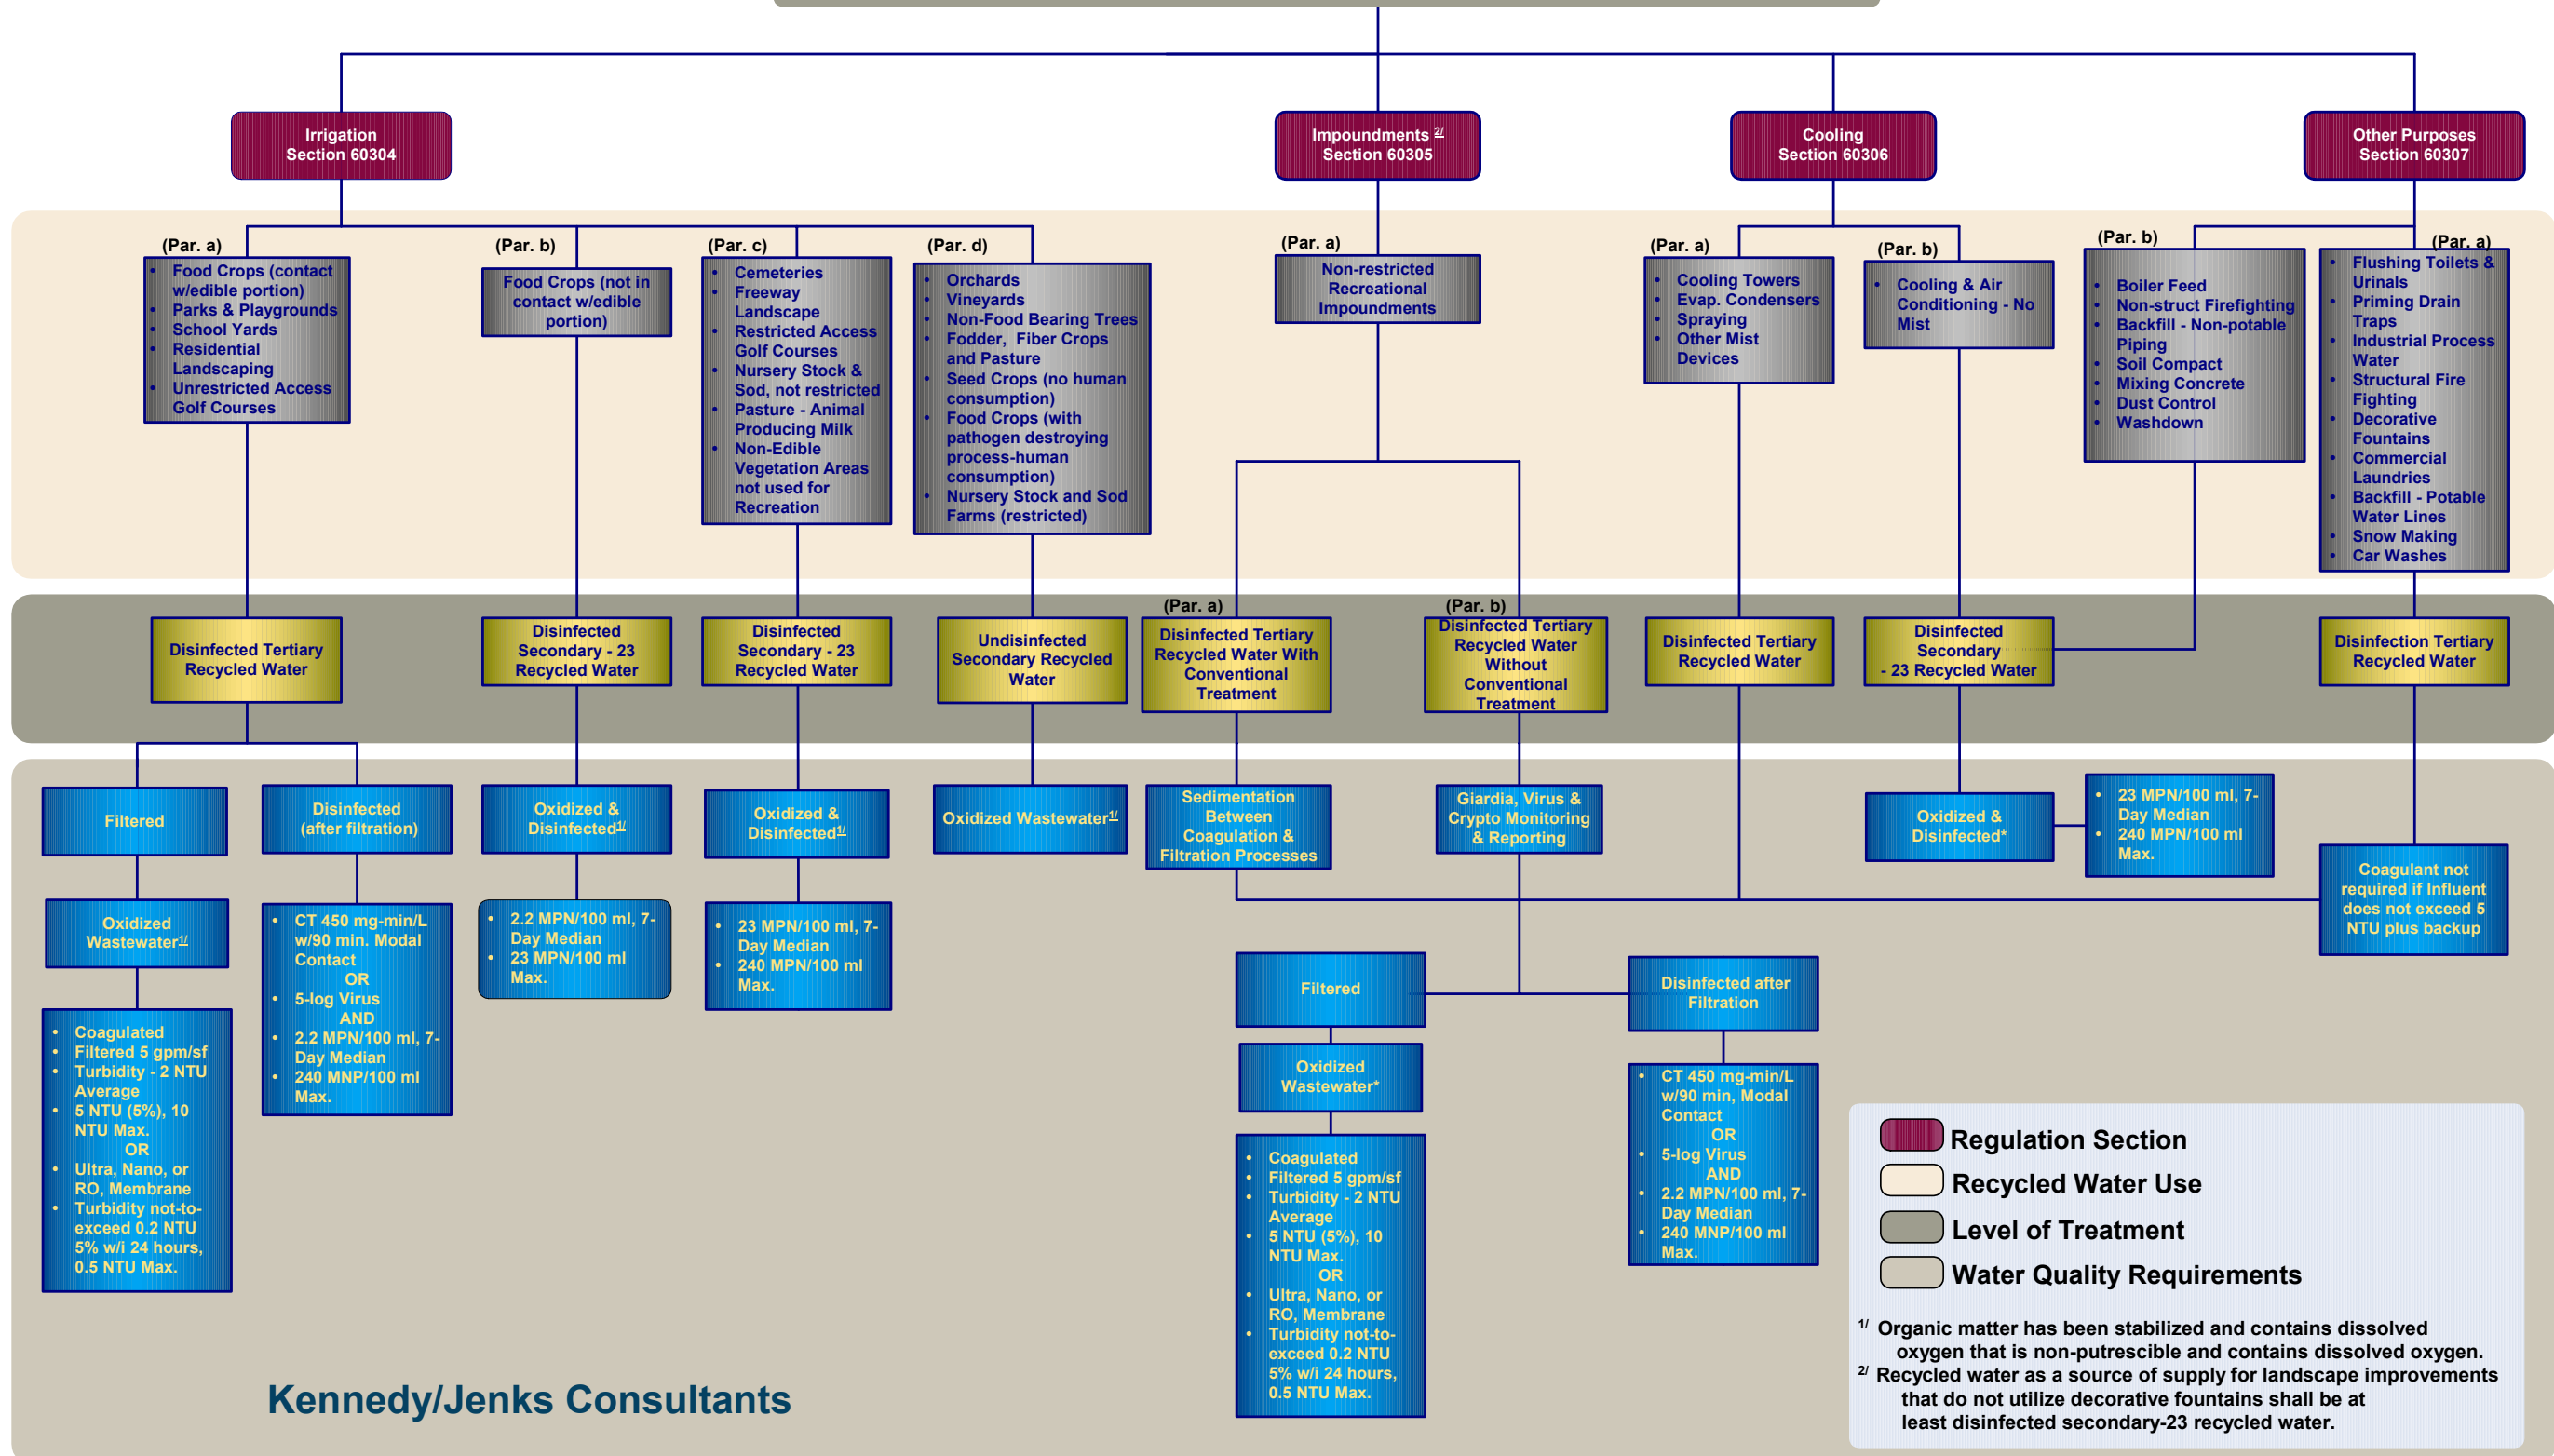 Irrigation
Section 60304
Impoundments 2/
Section 60305
Cooling
Section 60306
Other Purposes
Section 60307
(Par. a)
• Food Crops (contact
w/edible portion)
• Parks & Playgrounds
• School Yards
• Residential
Landscaping
• Unrestricted Access
Golf Courses
(Par. b)
Food Crops (not in
contact w/edible
portion)
(Par. c)
• Cemeteries
• Freeway
Landscape
• Restricted Access
Golf Courses
• Nursery Stock &
Sod, not restricted
• Pasture - Animal
Producing Milk
• Non-Edible
Vegetation Areas
not used for
Recreation
(Par. d)
• Orchards
• Vineyards
• Non-Food Bearing Trees
• Fodder, Fiber Crops
and Pasture
• Seed Crops (no human
consumption)
• Food Crops (with
pathogen destroying
process-human
consumption)
• Nursery Stock and Sod
Farms (restricted)
(Par. a)
Non-restricted
Recreational
Impoundments
(Par. a)
• Cooling Towers
• Evap. Condensers
• Spraying
• Other Mist
Devices
(Par. b)
• Cooling & Air
Conditioning - No
Mist
(Par. b)
• Boiler Feed
• Non-struct Firefighting
• Backfill - Non-potable
Piping
• Soil Compact
• Mixing Concrete
• Dust Control
• Washdown
(Par. a)
• Flushing Toilets &
Urinals
• Priming Drain
Traps
• Industrial Process
Water
• Structural Fire
Fighting
• Decorative
Fountains
• Commercial
Laundries
• Backfill - Potable
Water Lines
• Snow Making
• Car Washes
Disinfected Tertiary
Recycled Water
Disinfected
Secondary - 23
Recycled Water
Disinfected
Secondary - 23
Recycled Water
Undisinfected
Secondary Recycled
Water
(Par. a)
Disinfected Tertiary
Recycled Water With
Conventional
Treatment
(Par. b)
Disinfected Tertiary
Recycled Water
Without
Conventional
Treatment
Disinfected Tertiary
Recycled Water
Disinfected
Secondary
- 23 Recycled Water
Disinfection Tertiary
Recycled Water
Filtered
Disinfected
(after filtration)
Oxidized &
Disinfected1/
Oxidized &
Disinfected1/
Oxidized Wastewater1/
Sedimentation
Between
Coagulation &
Filtration Processes
Giardia, Virus &
Crypto Monitoring
& Reporting
Oxidized &
Disinfected*
• 23 MPN/100 ml, 7-
Day Median
• 240 MPN/100 ml
Max.
Coagulant not
required if Influent
does not exceed 5
NTU plus backup
Oxidized
Wastewater1/
• CT 450 mg-min/L
w/90 min. Modal
Contact
OR
• 5-log Virus
AND
• 2.2 MPN/100 ml, 7-
Day Median
• 240 MNP/100 ml
Max.
• 2.2 MPN/100 ml, 7-
Day Median
• 23 MPN/100 ml
Max.
• 23 MPN/100 ml, 7-
Day Median
• 240 MPN/100 ml
Max.
• Coagulated
• Filtered 5 gpm/sf
• Turbidity - 2 NTU
Average
• 5 NTU (5%), 10
NTU Max.
OR
• Ultra, Nano, or
RO, Membrane
• Turbidity not-to-
exceed 0.2 NTU
5% w/i 24 hours,
0.5 NTU Max.
Filtered
Disinfected after
Filtration
Oxidized
Wastewater*
• Coagulated
• Filtered 5 gpm/sf
• Turbidity - 2 NTU
Average
• 5 NTU (5%), 10
NTU Max.
OR
• Ultra, Nano, or
RO, Membrane
• Turbidity not-to-
exceed 0.2 NTU
5% w/i 24 hours,
0.5 NTU Max.
• CT 450 mg-min/L
w/90 min, Modal
Contact
OR
• 5-log Virus
AND
• 2.2 MPN/100 ml, 7-
Day Median
• 240 MNP/100 ml
Max.
Regulation Section
Recycled Water Use
Level of Treatment
Water Quality Requirements
1/ Organic matter has been stabilized and contains dissolved
oxygen that is non-putrescible and contains dissolved oxygen.
2/ Recycled water as a source of supply for landscape improvements
that do not utilize decorative fountains shall be at
least disinfected secondary-23 recycled water.
Kennedy/Jenks Consultants